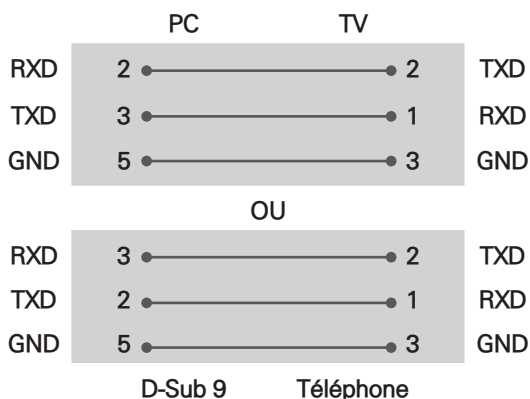 PC TV
RXD 2 2 TXD
TXD 3 1 RXD
GND 5 3 GND
OU
RXD 3 2 TXD
TXD 2 1 RXD
GND 5 3 GND
D-Sub 9 Téléphone